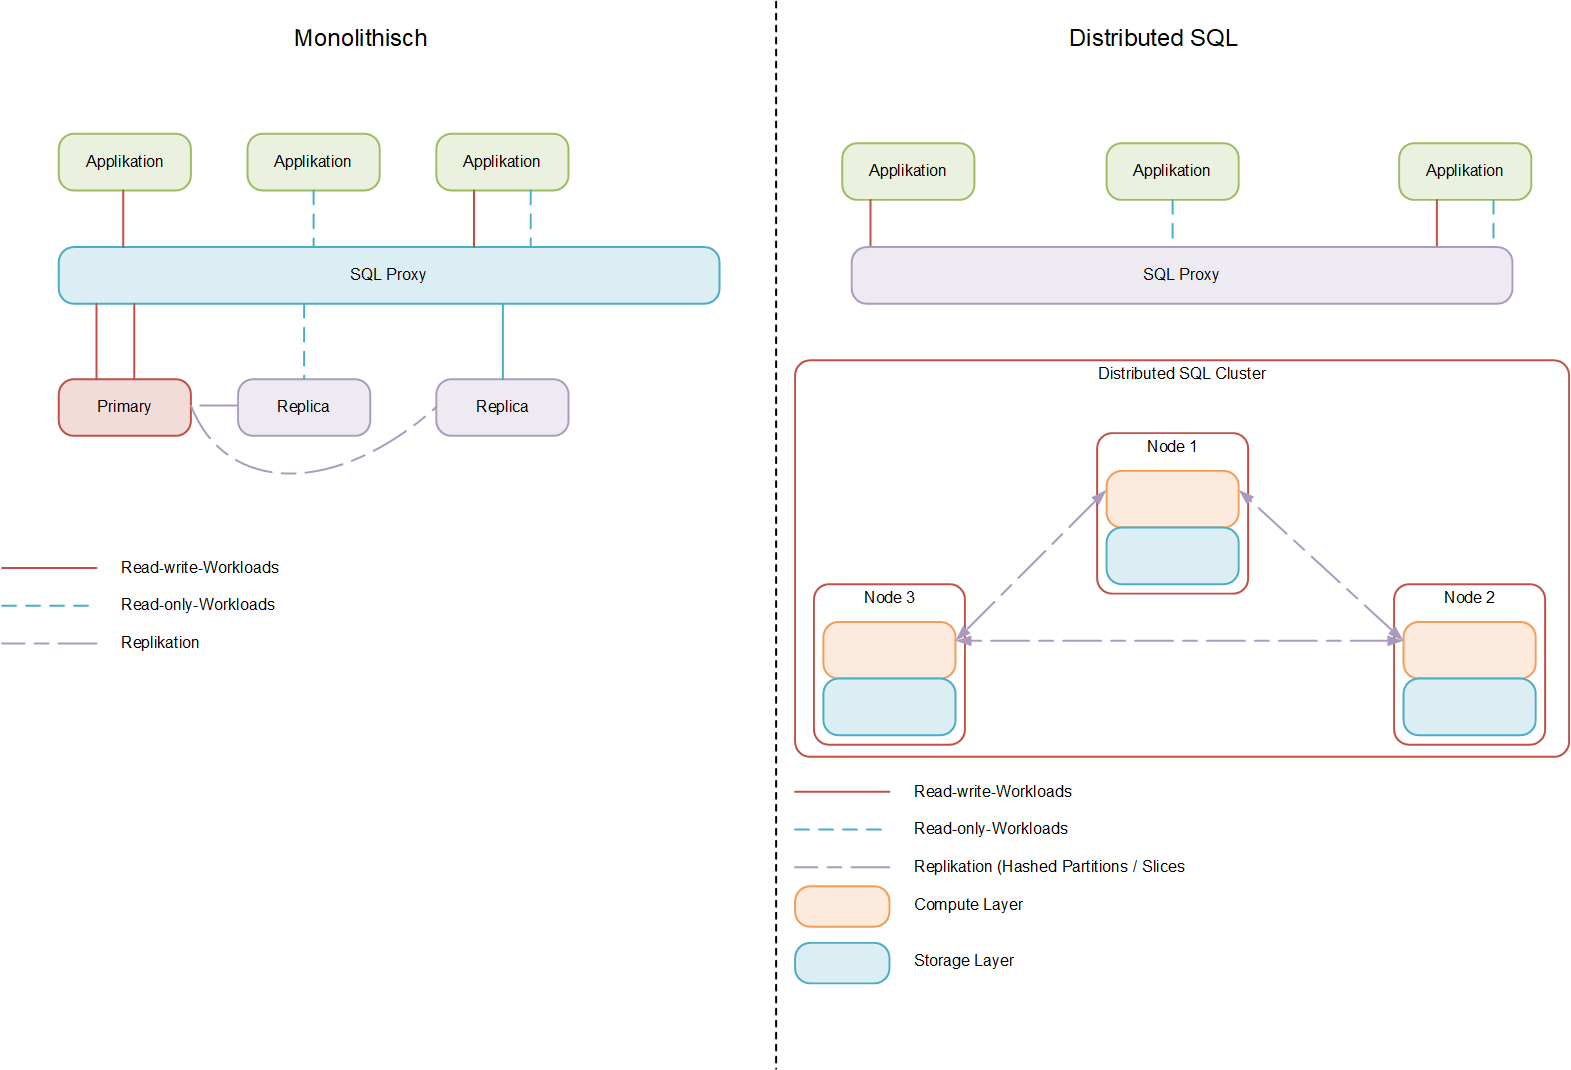 Monolithisch
Applikation
Applikation
Applikation
SQL Proxy
Primary
Replica
Replica
Read-write-Workloads
Read-only-Workloads
Replikation
Distributed SQL
Applikation
Applikation
Applikation
SQL Proxy
Distributed SQL Cluster
Node 1
Node 3
Node 2
Read-write-Workloads
Read-only-Workloads
Replikation (Hashed Partitions / Slices
Compute Layer
Storage Layer